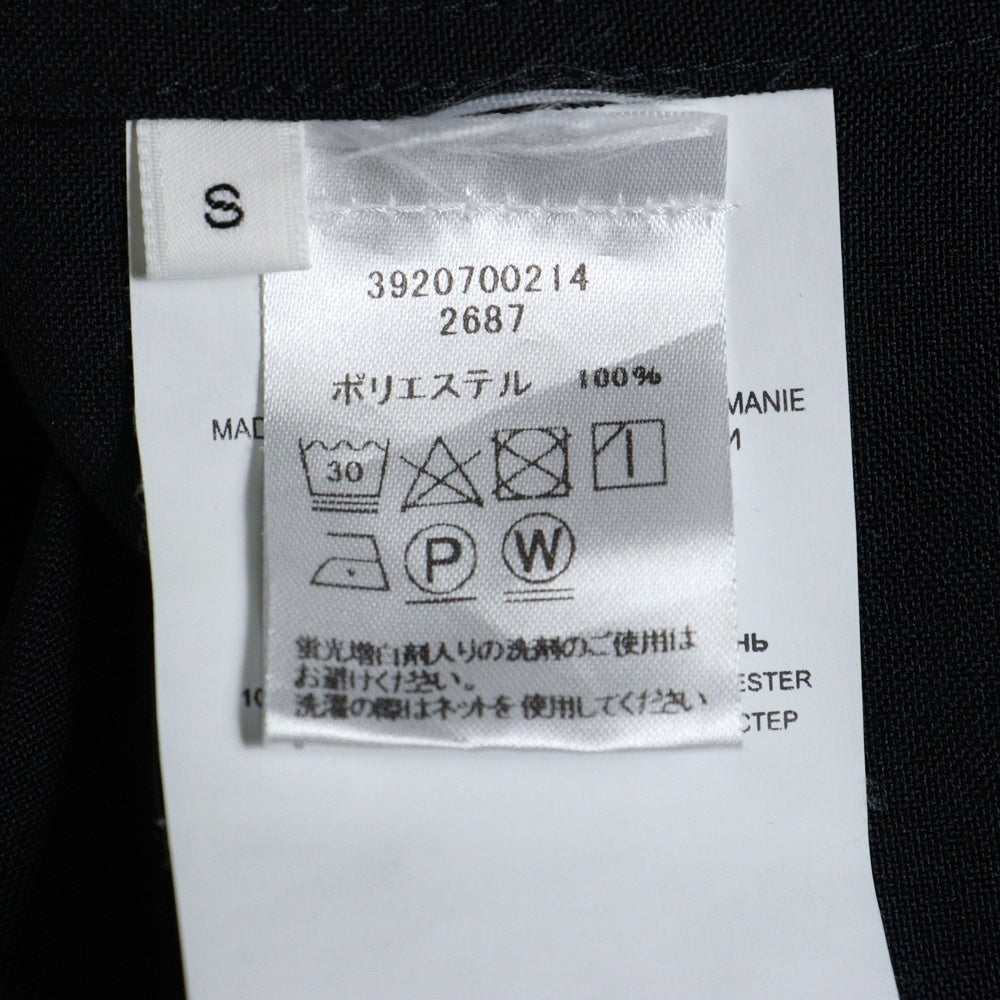 S
3920700214
2687
ポリエステル 100%
MAD
MANIE
30
P W
蛍光増白剤入りの洗剤のご使用は
お避けください。
洗濯の際はネットを使用してください
НЬ
10
ESTER
СТЕР